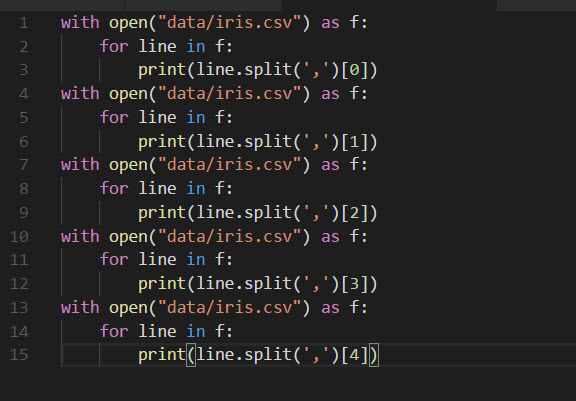 1 with open("data/iris.csv") as f:
2     for line in f:
3         print(line.split(',')[0])
4 with open("data/iris.csv") as f:
5     for line in f:
6         print(line.split(',')[1])
7 with open("data/iris.csv") as f:
8     for line in f:
9         print(line.split(',')[2])
10 with open("data/iris.csv") as f:
11     for line in f:
12         print(line.split(',')[3])
13 with open("data/iris.csv") as f:
14     for line in f:
15         print(line.split(',')[4])